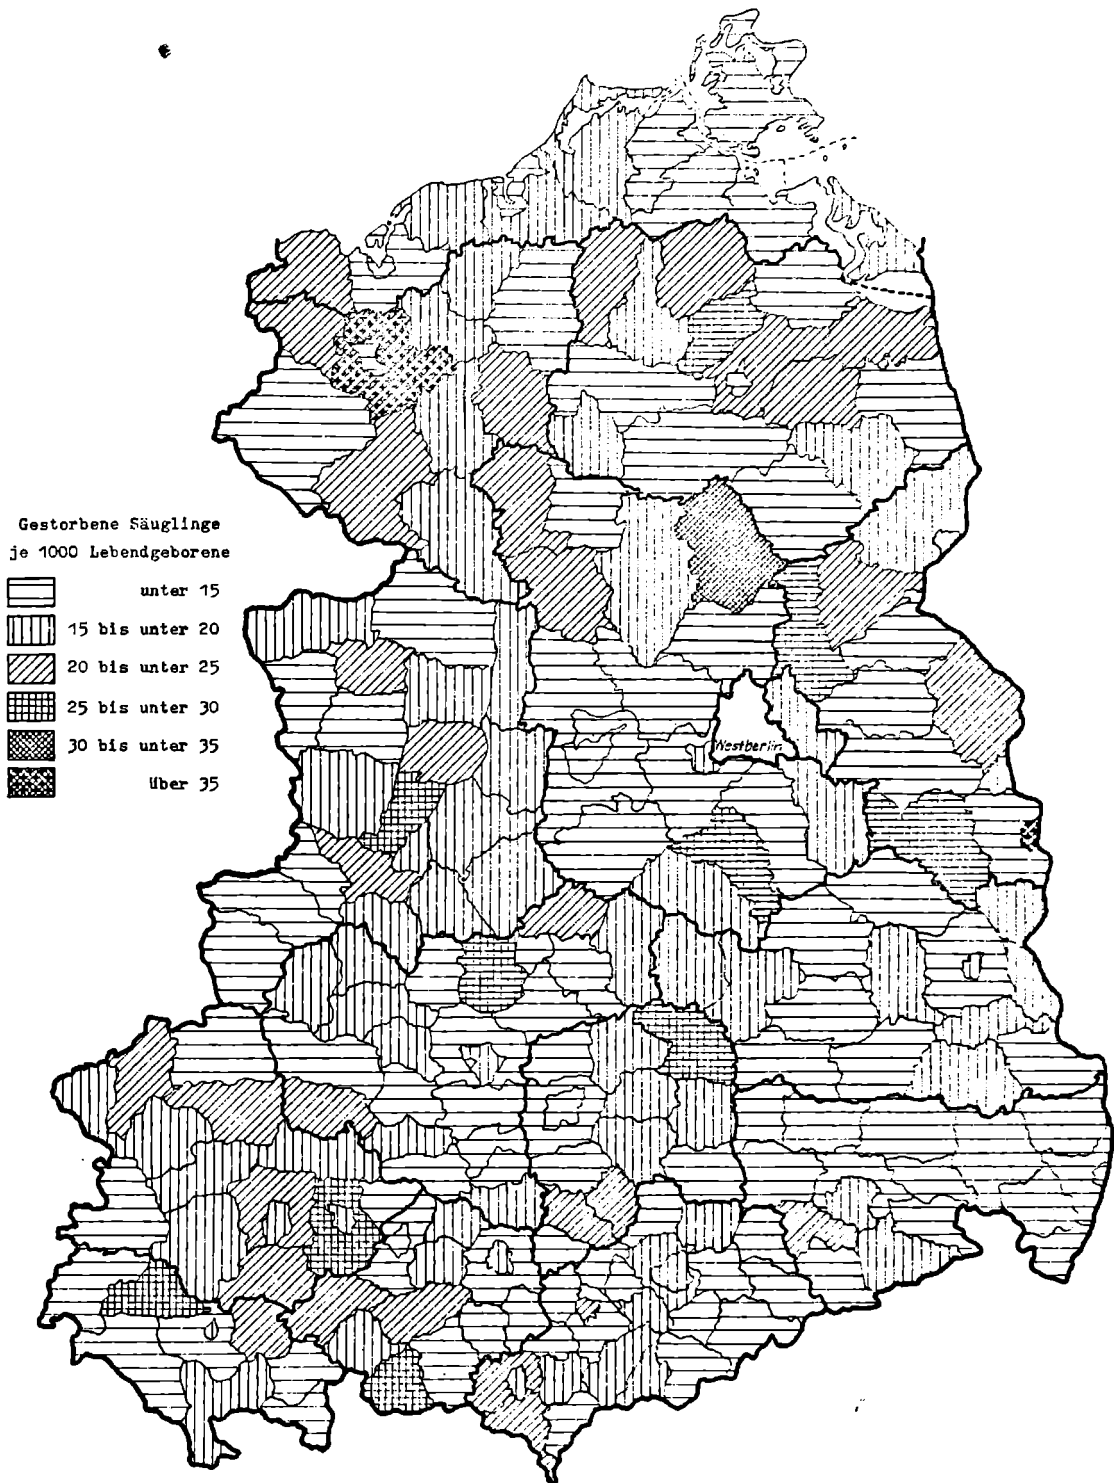 Gestorbene Säuglinge
je 1000 Lebendgeborene
unter 15
15 bis unter 20
20 bis unter 25
25 bis unter 30
30 bis unter 35
über 35
Westberlin